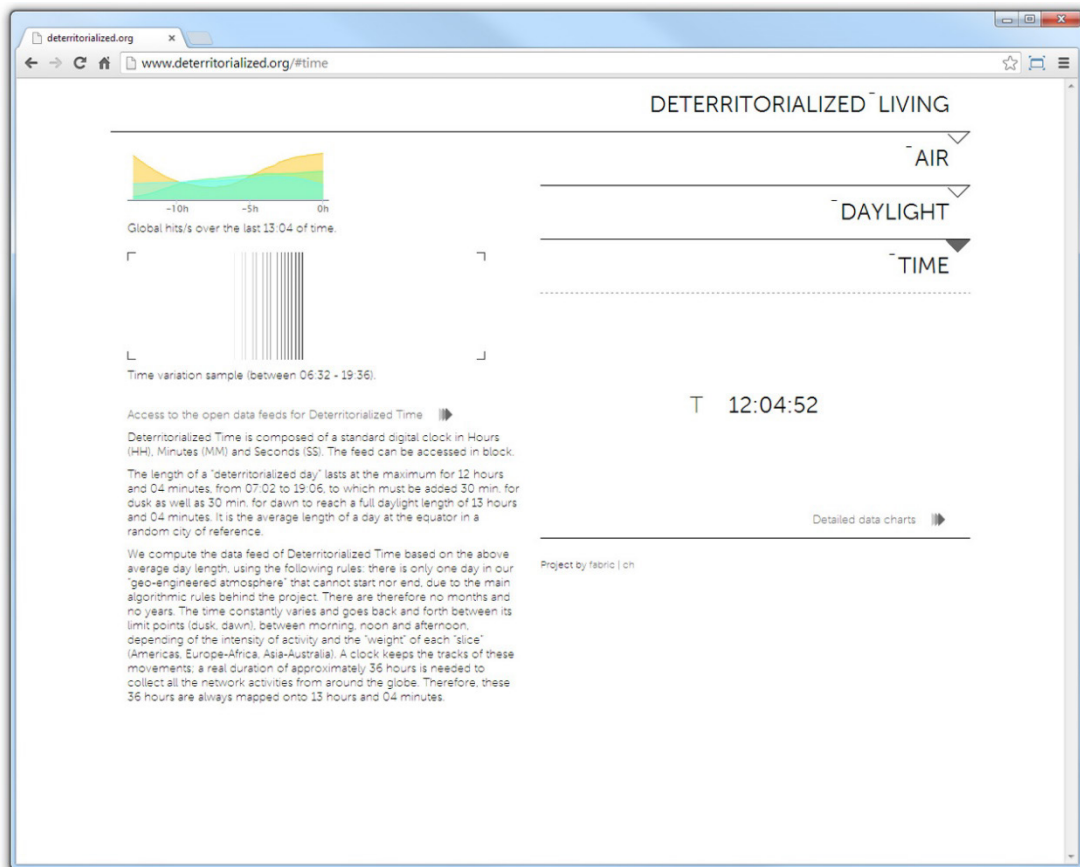 deterritorialized.org
www.deterritorialized.org/#time
DETERRITORIALIZED¯LIVING
¯AIR
¯DAYLIGHT
¯TIME
-10h -5h 0h
Global hits/s over the last 13:04 of time.
Time variation sample (between 06:32 - 19:36).
T 12:04:52
Access to the open data feeds for Deterritorialized Time
Deterritorialized Time is composed of a standard digital clock in Hours
(HH), Minutes (MM) and Seconds (SS). The feed can be accessed in block.
The length of a "deterritorialized day" lasts at the maximum for 12 hours
and 04 minutes, from 07:02 to 19:06, to which must be added 30 min. for
dusk as well as 30 min. for dawn to reach a full daylight length of 13 hours
and 04 minutes. It is the average length of a day at the equator in a
random city of reference.
We compute the data feed of Deterritorialized Time based on the above
average day length, using the following rules: there is only one day in our
"geo-engineered atmosphere" that cannot start nor end, due to the main
algorithmic rules behind the project. There are therefore no months and
no years. The time constantly varies and goes back and forth between its
limit points (dusk, dawn), between morning, noon and afternoon,
depending of the intensity of activity and the "weight" of each "slice"
(Americas, Europe-Africa, Asia-Australia). A clock keeps the tracks of these
movements; a real duration of approximately 36 hours is needed to
collect all the network activities from around the globe. Therefore, these
36 hours are always mapped onto 13 hours and 04 minutes.
Detailed data charts
Project by fabric | ch